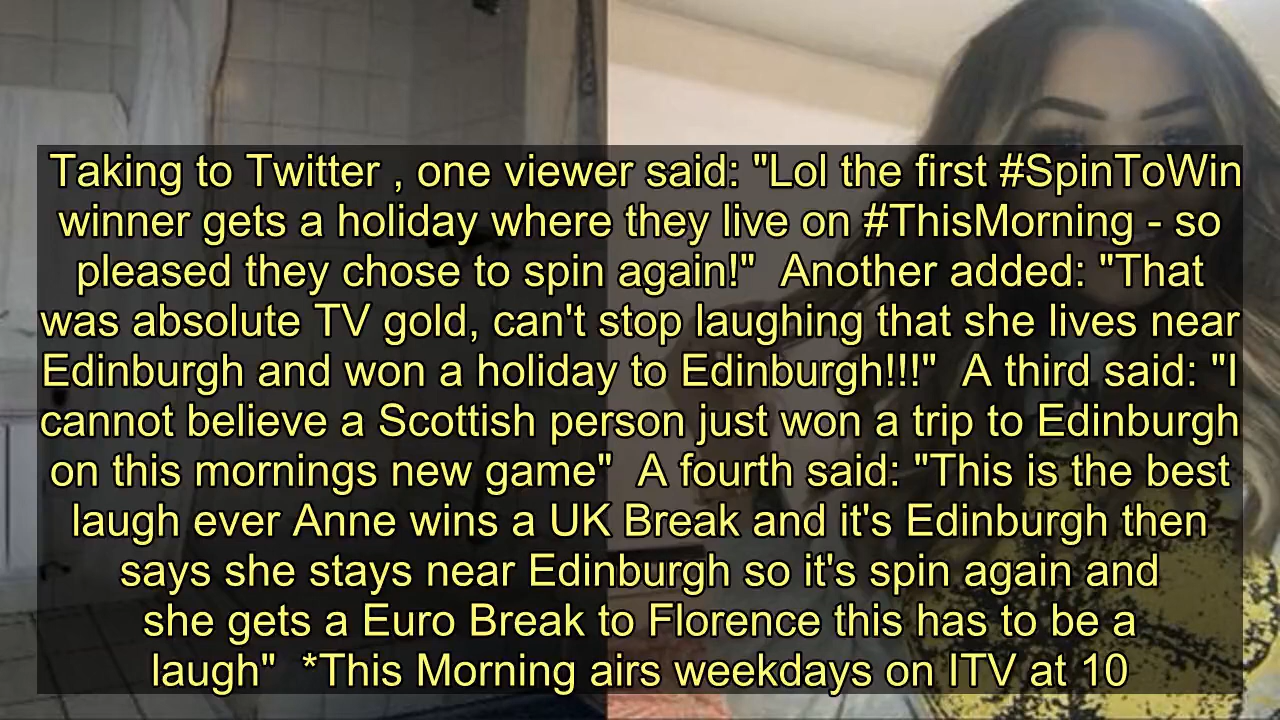 Taking to Twitter , one viewer said: "Lol the first #SpinToWin
winner gets a holiday where they live on #ThisMorning - so
pleased they chose to spin again!"  Another added: "That
was absolute TV gold, can't stop laughing that she lives near
Edinburgh and won a holiday to Edinburgh!!!"  A third said: "I
cannot believe a Scottish person just won a trip to Edinburgh
on this mornings new game"  A fourth said: "This is the best
laugh ever Anne wins a UK Break and it's Edinburgh then
says she stays near Edinburgh so it's spin again and
she gets a Euro Break to Florence this has to be a
laugh"  *This Morning airs weekdays on ITV at 10